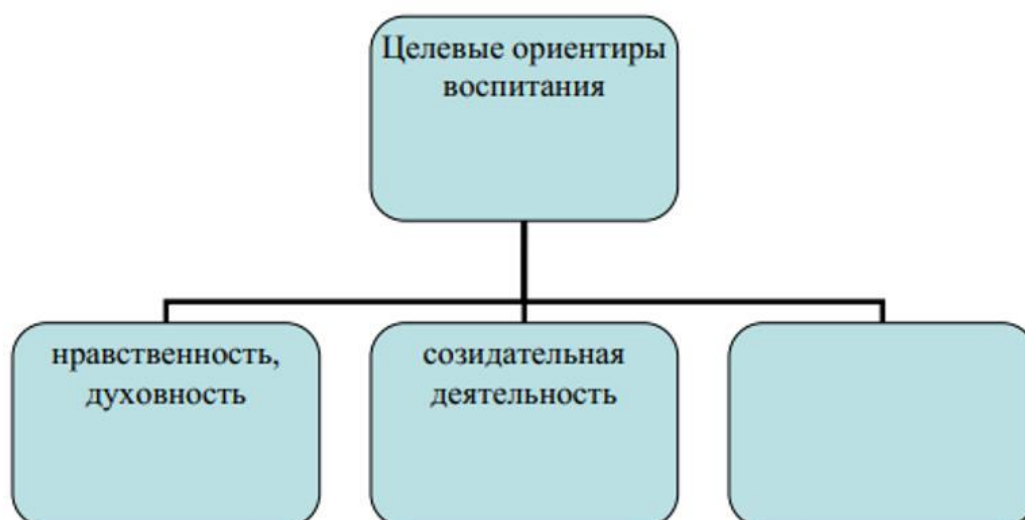 Целевые ориентиры
воспитания
нравственность,
духовность
созидательная
деятельность